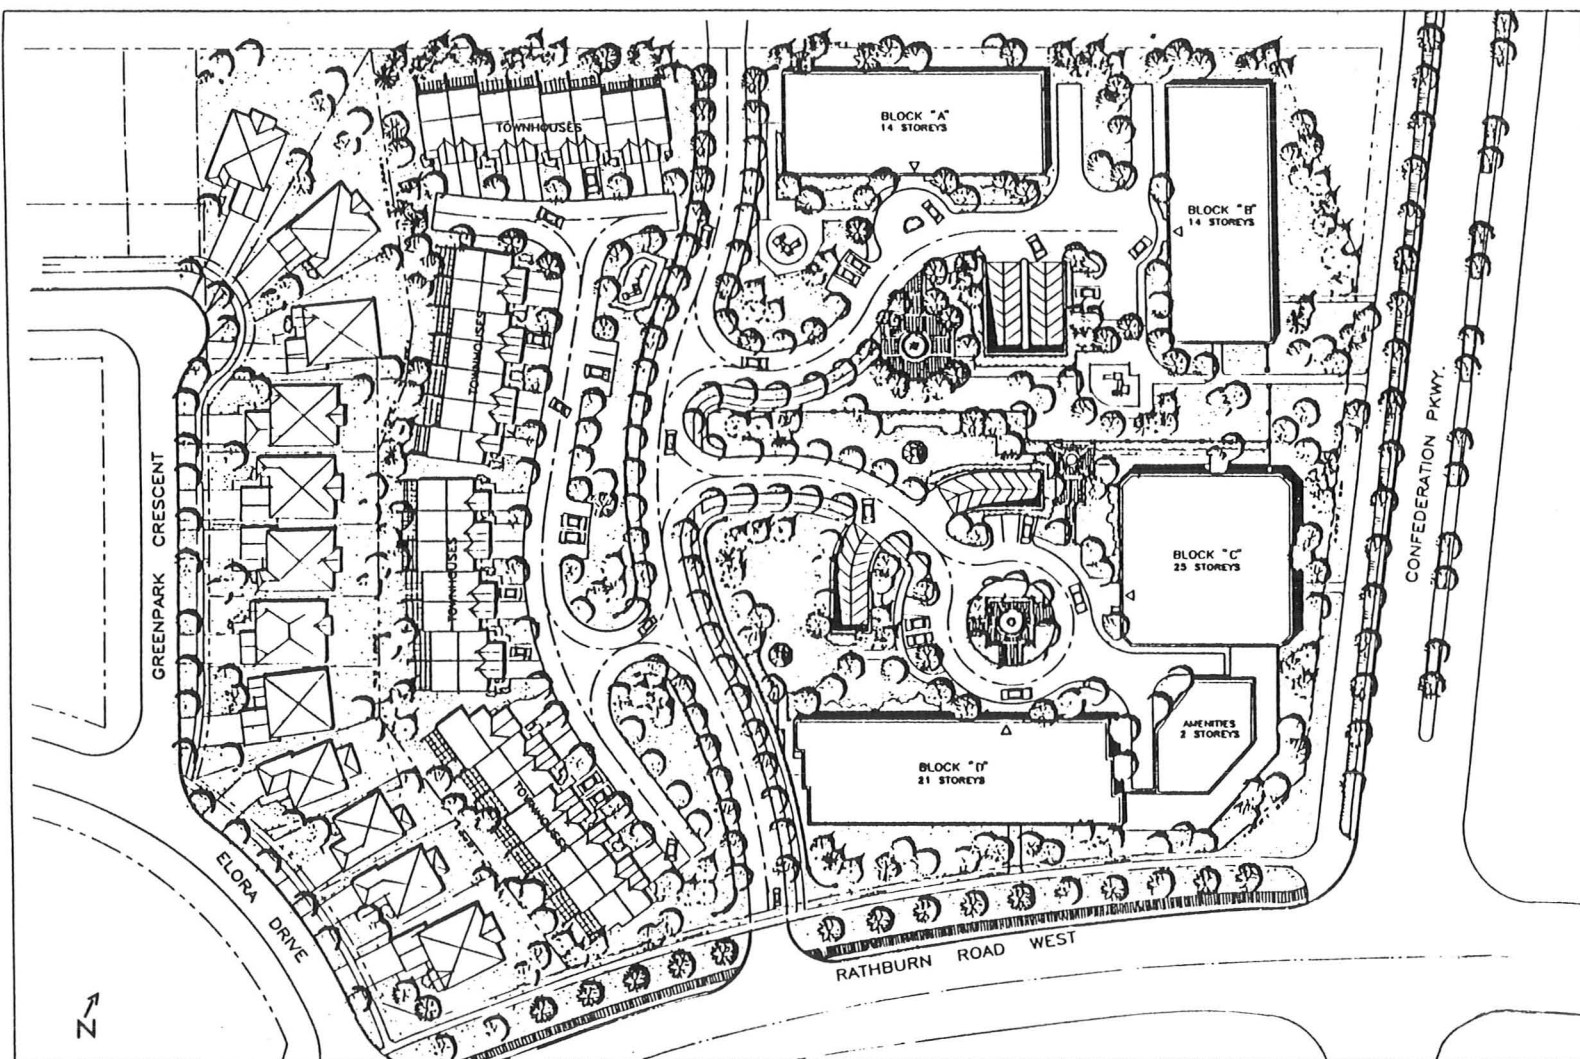 TOWNHOUSES
BLOCK "A"
14 STOREYS
BLOCK "B"
14 STOREYS
TOWNHOUSES
CONFEDERATION PKWY.
GREENPARK CRESCENT
TOWNHOUSES
BLOCK "C"
25 STOREYS
AMENITIES
2 STOREYS
BLOCK "D"
21 STOREYS
TOWNHOUSES
ELORA DRIVE
RATHBURN ROAD WEST
N